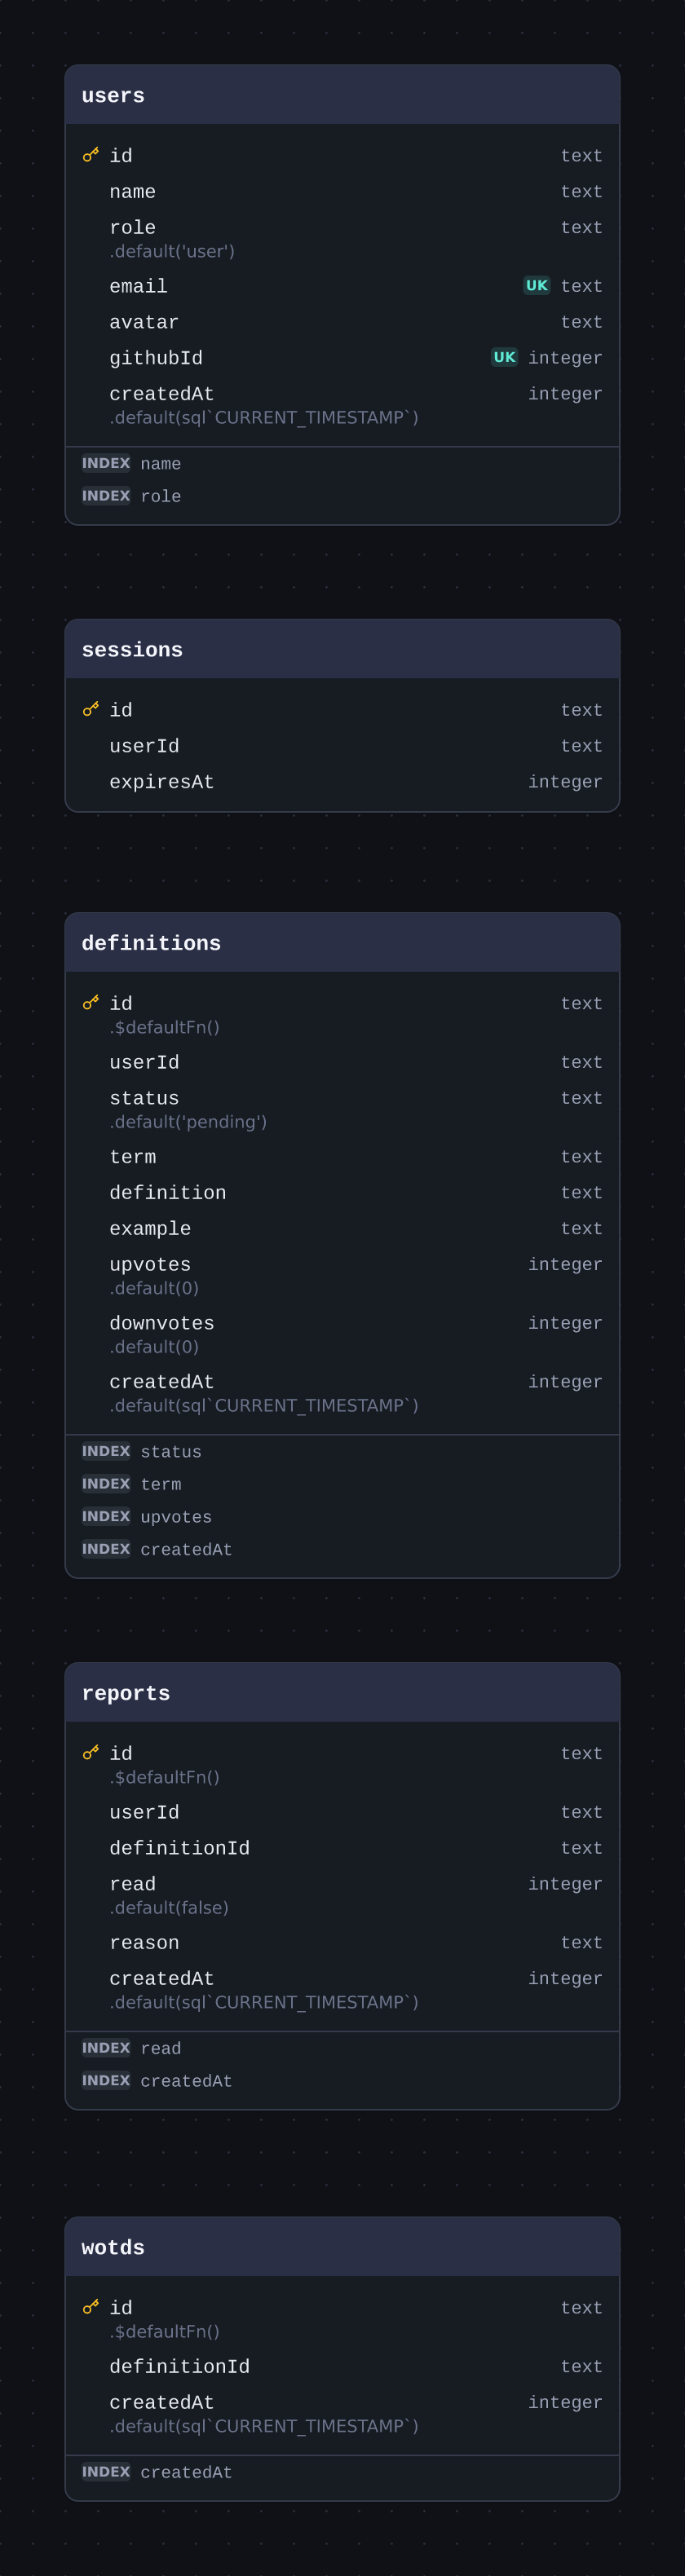 users
id text
name text
role text
.default('user')
email UK text
avatar text
githubId UK integer
createdAt integer
.default(sql`CURRENT_TIMESTAMP`)
INDEX name
INDEX role
sessions
id text
userId text
expiresAt integer
definitions
id text
.$defaultFn()
userId text
status text
.default('pending')
term text
definition text
example text
upvotes integer
.default(0)
downvotes integer
.default(0)
createdAt integer
.default(sql`CURRENT_TIMESTAMP`)
INDEX status
INDEX term
INDEX upvotes
INDEX createdAt
reports
id text
.$defaultFn()
userId text
definitionId text
read integer
.default(false)
reason text
createdAt integer
.default(sql`CURRENT_TIMESTAMP`)
INDEX read
INDEX createdAt
wotds
id text
.$defaultFn()
definitionId text
createdAt integer
.default(sql`CURRENT_TIMESTAMP`)
INDEX createdAt